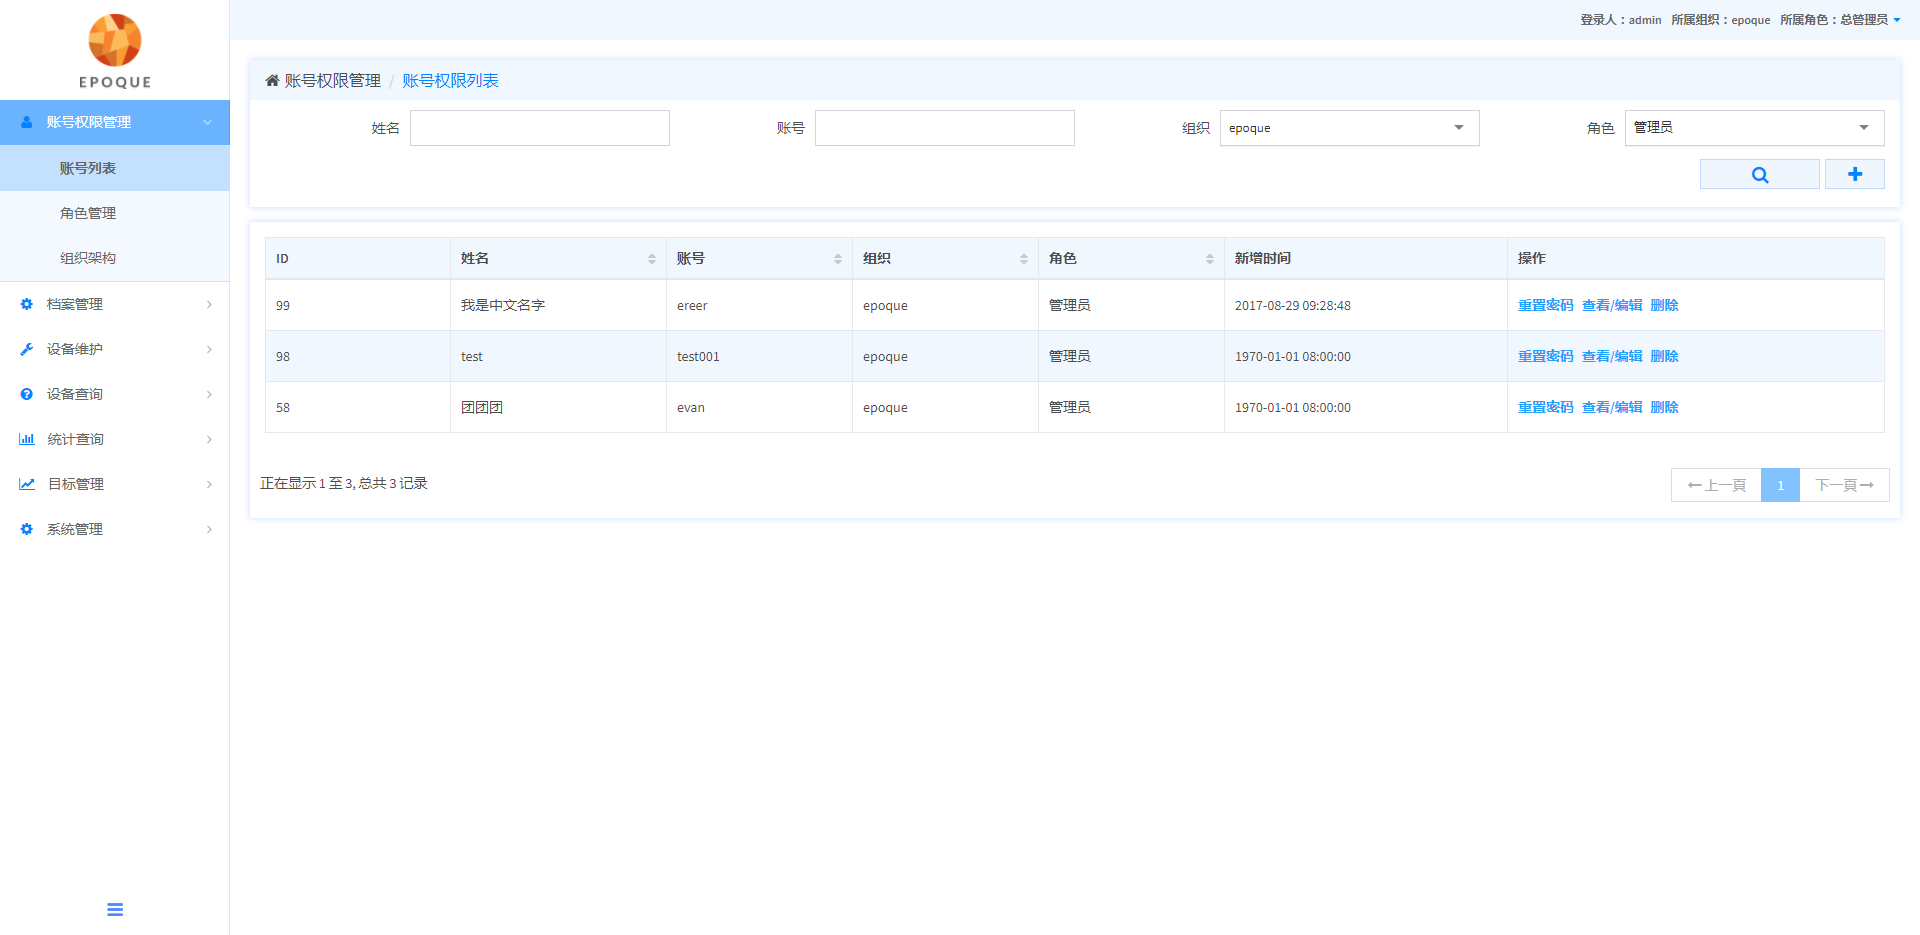 登录人：admin 所属组织：epoque 所属角色：总管理员
EPOQUE
账号权限管理
账号列表
角色管理
组织架构
档案管理
设备维护
设备查询
统计查询
目标管理
系统管理
账号权限管理 / 账号权限列表
姓名 账号 组织 epoque 角色 管理员
ID 姓名 账号 组织 角色 新增时间 操作
99 我是中文名字 ereer epoque 管理员 2017-08-29 09:28:48 重置密码 查看/编辑 删除
98 test test001 epoque 管理员 1970-01-01 08:00:00 重置密码 查看/编辑 删除
58 团团团 evan epoque 管理员 1970-01-01 08:00:00 重置密码 查看/编辑 删除
正在显示 1 至 3, 总共 3 记录
←上一頁 1 下一頁→